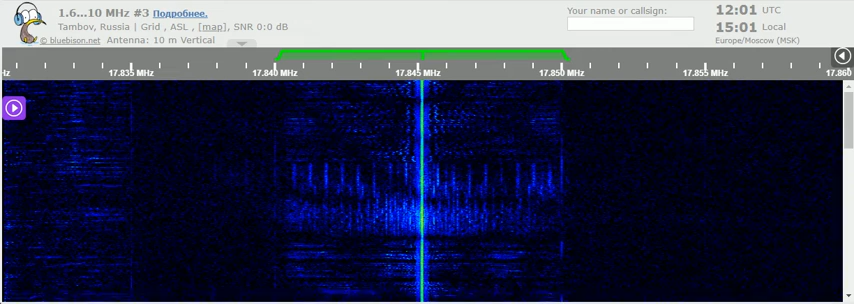 1.6...10 MHz #3 Подробнее.
Tambov, Russia | Grid , ASL , [map], SNR 0:0 dB
© bluebison.net Antenna: 10 m Vertical
Your name or callsign:
12:01 UTC
15:01 Local
Europe/Moscow (MSK)
Hz 17.835 MHz 17.840 MHz 17.845 MHz 17.850 MHz 17.855 MHz 17.860